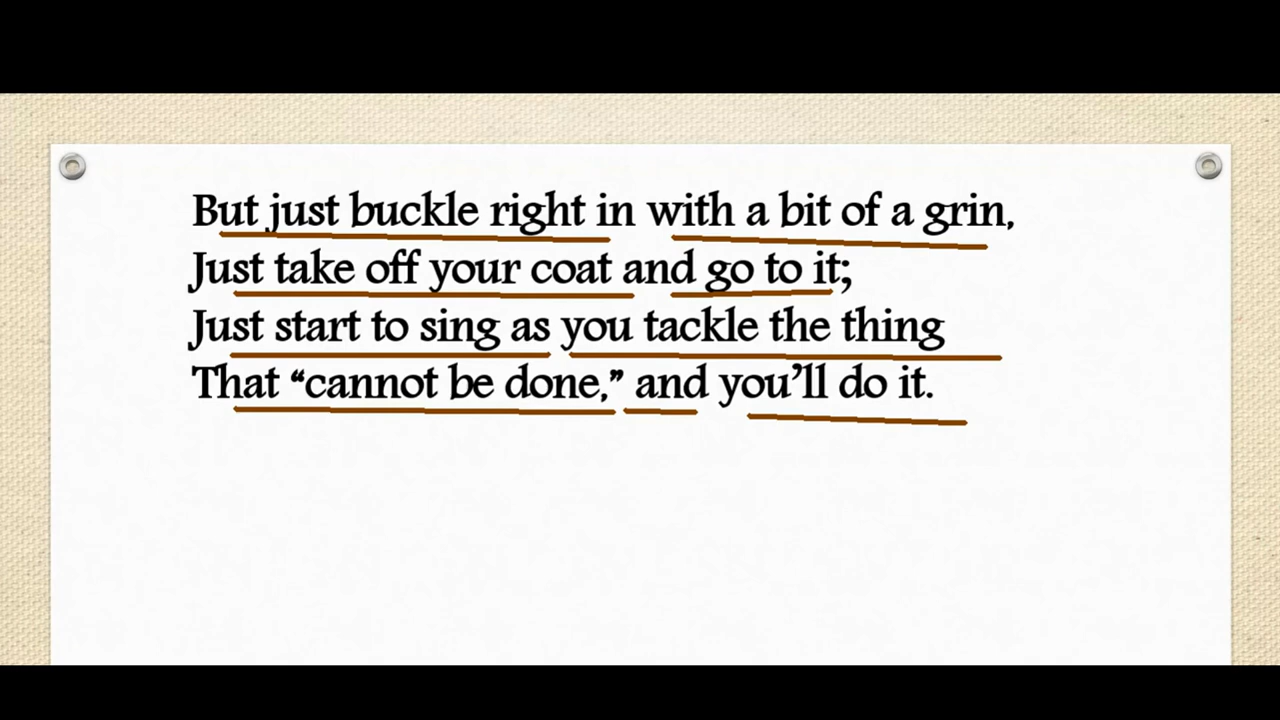 But just buckle right in with a bit of a grin,
Just take off your coat and go to it;
Just start to sing as you tackle the thing
That “cannot be done,” and you’ll do it.